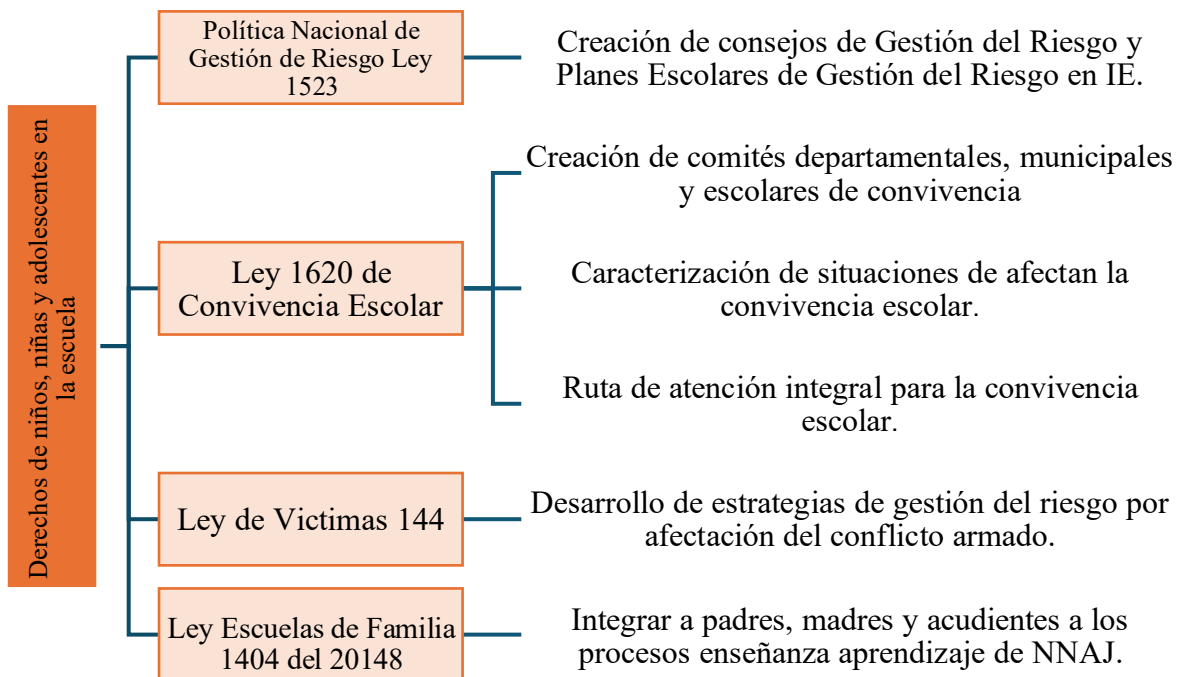 Derechos de niños, niñas y adolescentes en
la escuela
Política Nacional de
Gestión de Riesgo Ley
1523
Creación de consejos de Gestión del Riesgo y
Planes Escolares de Gestión del Riesgo en IE.
Ley 1620 de
Convivencia Escolar
Creación de comités departamentales, municipales
y escolares de convivencia
Caracterización de situaciones de afectan la
convivencia escolar.
Ruta de atención integral para la convivencia
escolar.
Ley de Victimas 144
Desarrollo de estrategias de gestión del riesgo por
afectación del conflicto armado.
Ley Escuelas de Familia
1404 del 20148
Integrar a padres, madres y acudientes a los
procesos enseñanza aprendizaje de NNAJ.